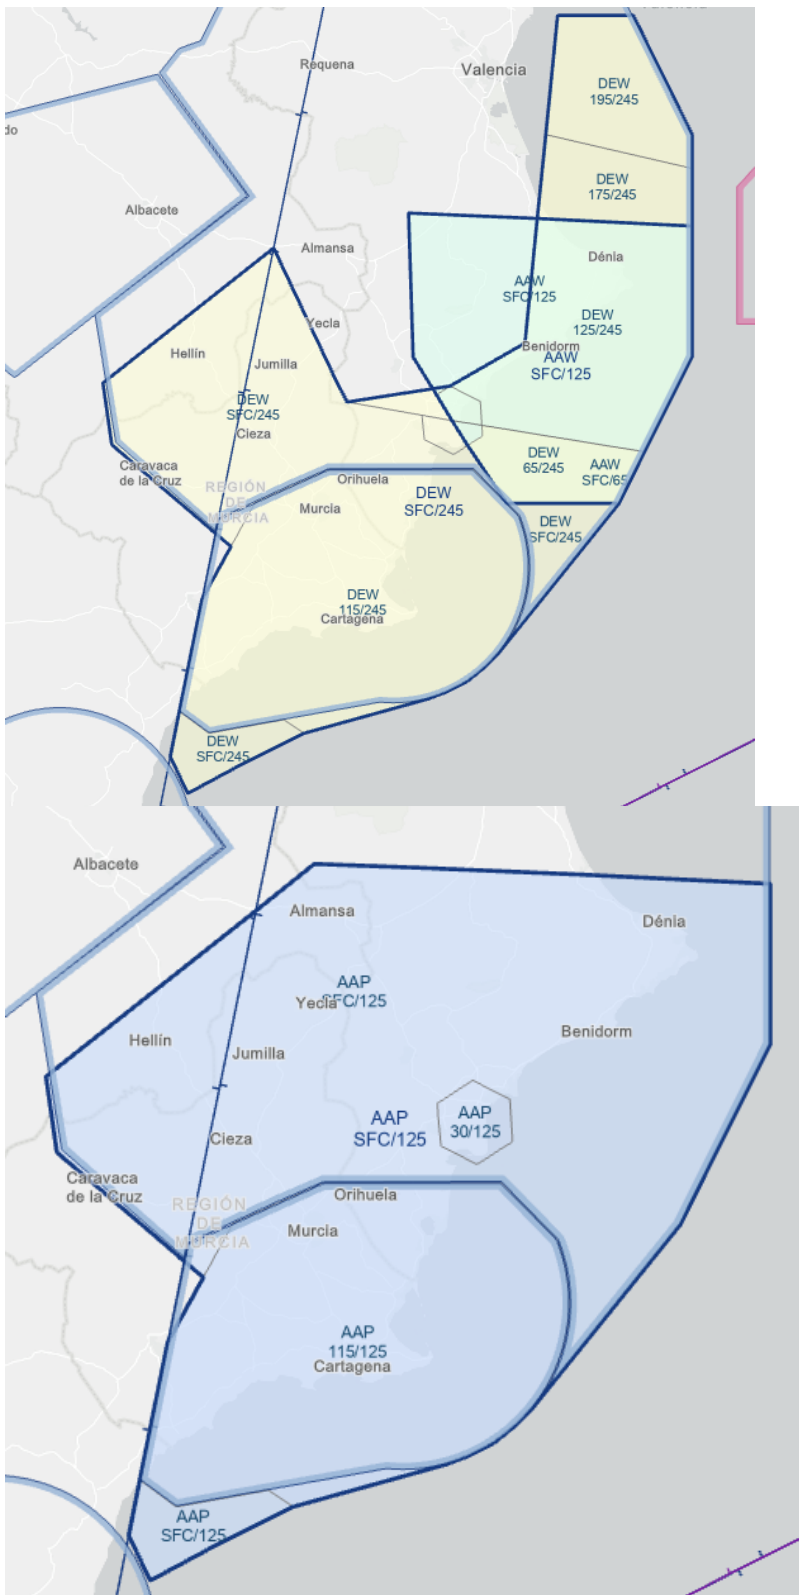 Valencia
Requena
Valencia
DEW
195/245
do
DEW
175/245
Albacete
Almansa
Dénia
AAW
SFC/125
DEW
125/245
Yecla
Benidorm
AAW
SFC/125
Hellín
Jumilla
DEW
SFC/245
Cieza
DEW
65/245
AAW
SFC/65
Caravaca
de la Cruz
REGIÓN
DE
MURCIA
Orihuela
DEW
SFC/245
Murcia
DEW
SFC/245
DEW
115/245
Cartagena
DEW
SFC/245
Albacete
Almansa
Dénia
AAP
SFC/125
Yecla
Benidorm
Hellín
Jumilla
AAP
SFC/125
AAP
30/125
Cieza
Caravaca
de la Cruz
REGIÓN
DE
MURCIA
Orihuela
Murcia
AAP
115/125
Cartagena
AAP
SFC/125